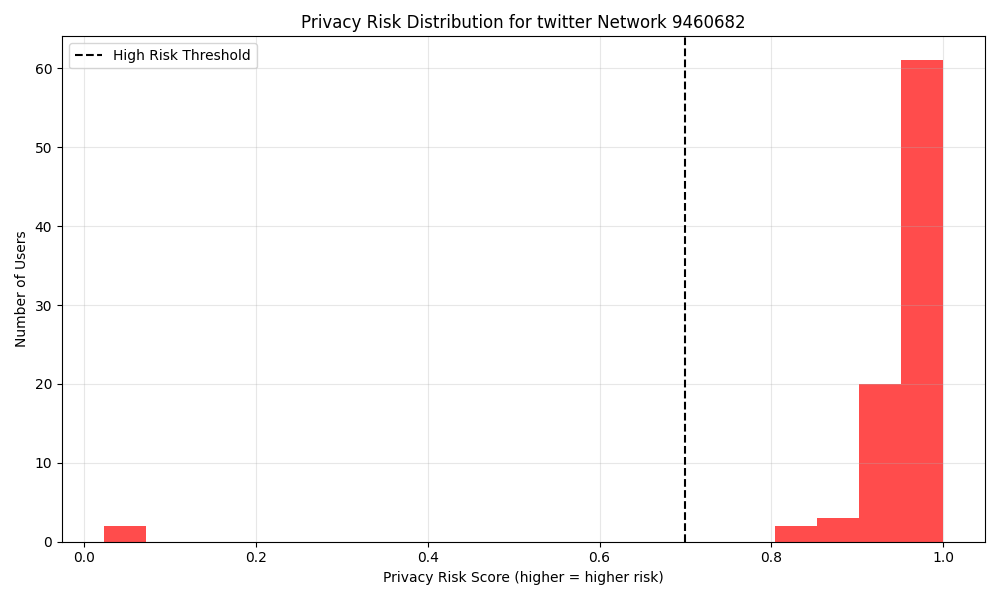 Privacy Risk Distribution for twitter Network 9460682
High Risk Threshold
Number of Users
60
50
40
30
20
10
0
0.0 0.2 0.4 0.6 0.8 1.0
Privacy Risk Score (higher = higher risk)